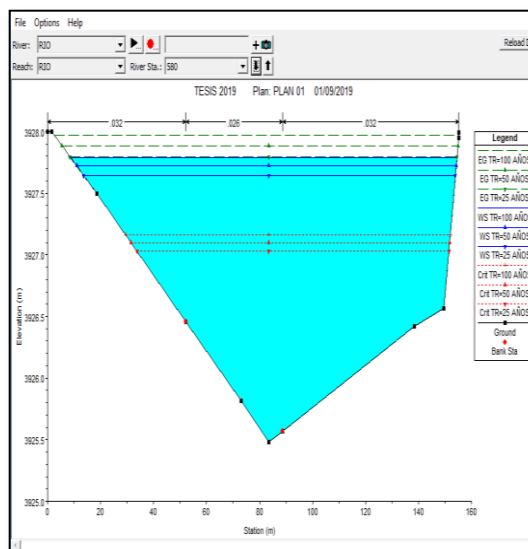 File Options Help
River: RIO
Reload D
Reach: RIO River Sta.: 580
TESIS 2019 Plan: PLAN 01 01/09/2019
.032 .026 .032
Legend
EG TR=100 AÑOS
EG TR=50 AÑOS
EG TR=25 AÑOS
WS TR=100 AÑOS
WS TR=50 AÑOS
WS TR=25 AÑOS
Crit TR=100 AÑOS
Crit TR=50 AÑOS
Crit TR=25 AÑOS
Ground
Bank Sta
Elevation (m)
3928.0
3927.5
3927.0
3926.5
3926.0
3925.5
3925.0
0 20 40 60 80 100 120 140 160
Station (m)